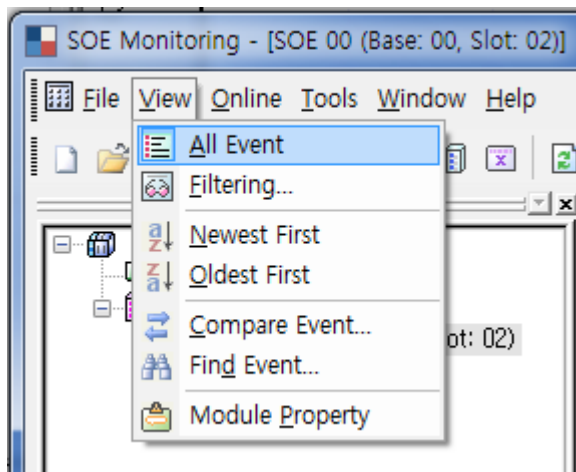 SOE Monitoring - [SOE 00 (Base: 00, Slot: 02)]
File View Online Tools Window Help
All Event
Filtering...
Newest First
Oldest First
Compare Event...
ot: 02)
Find Event...
Module Property